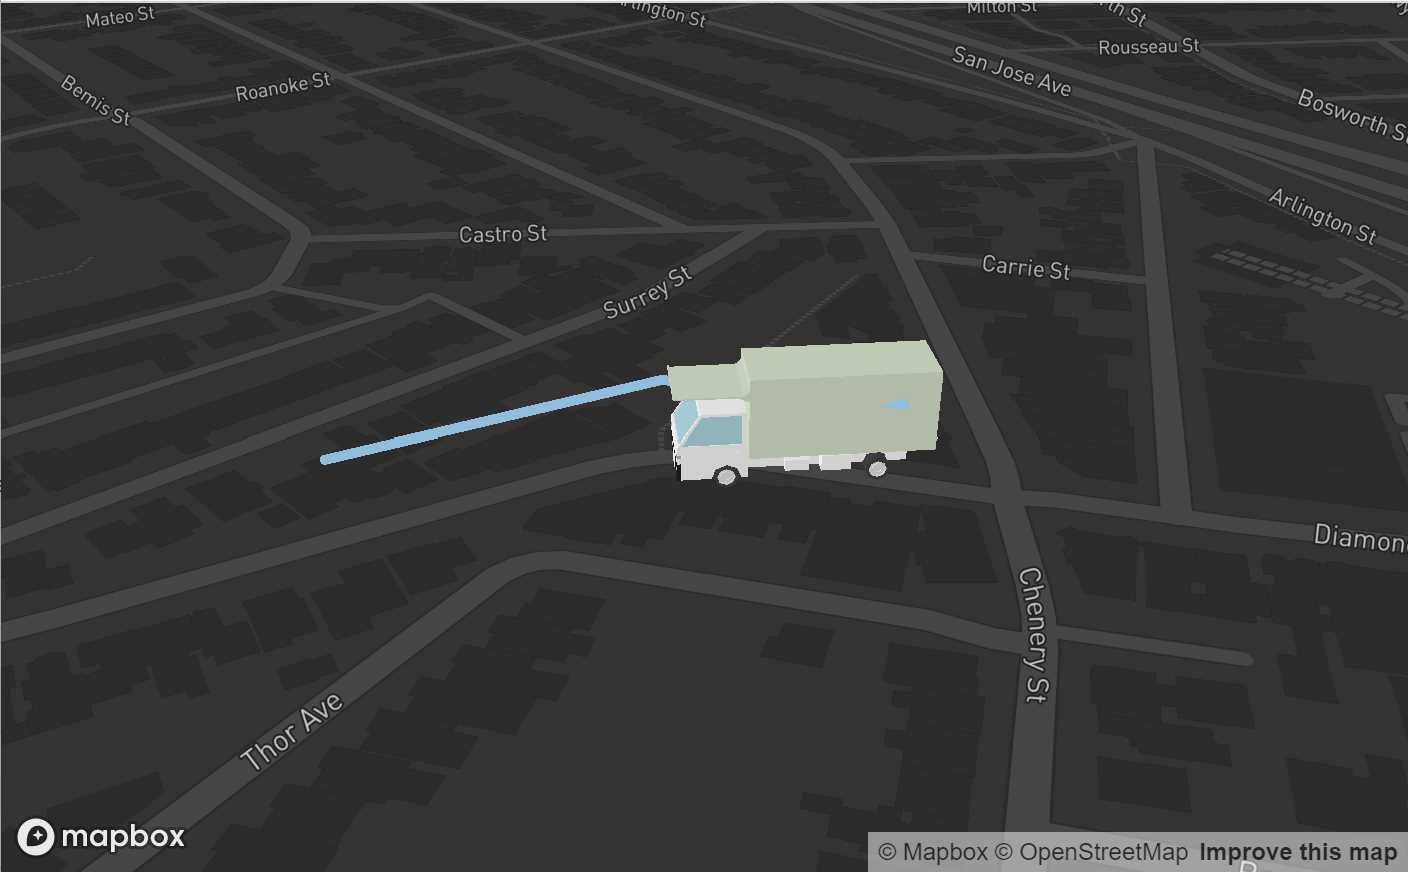 Mateo St
Milton St
Rousseau St
San Jose Ave
Bemis St
Roanoke St
Bosworth St
Arlington St
Castro St
Carrie St
Surrey St
Chenery St
Thor Ave
mapbox
© Mapbox © OpenStreetMap Improve this map